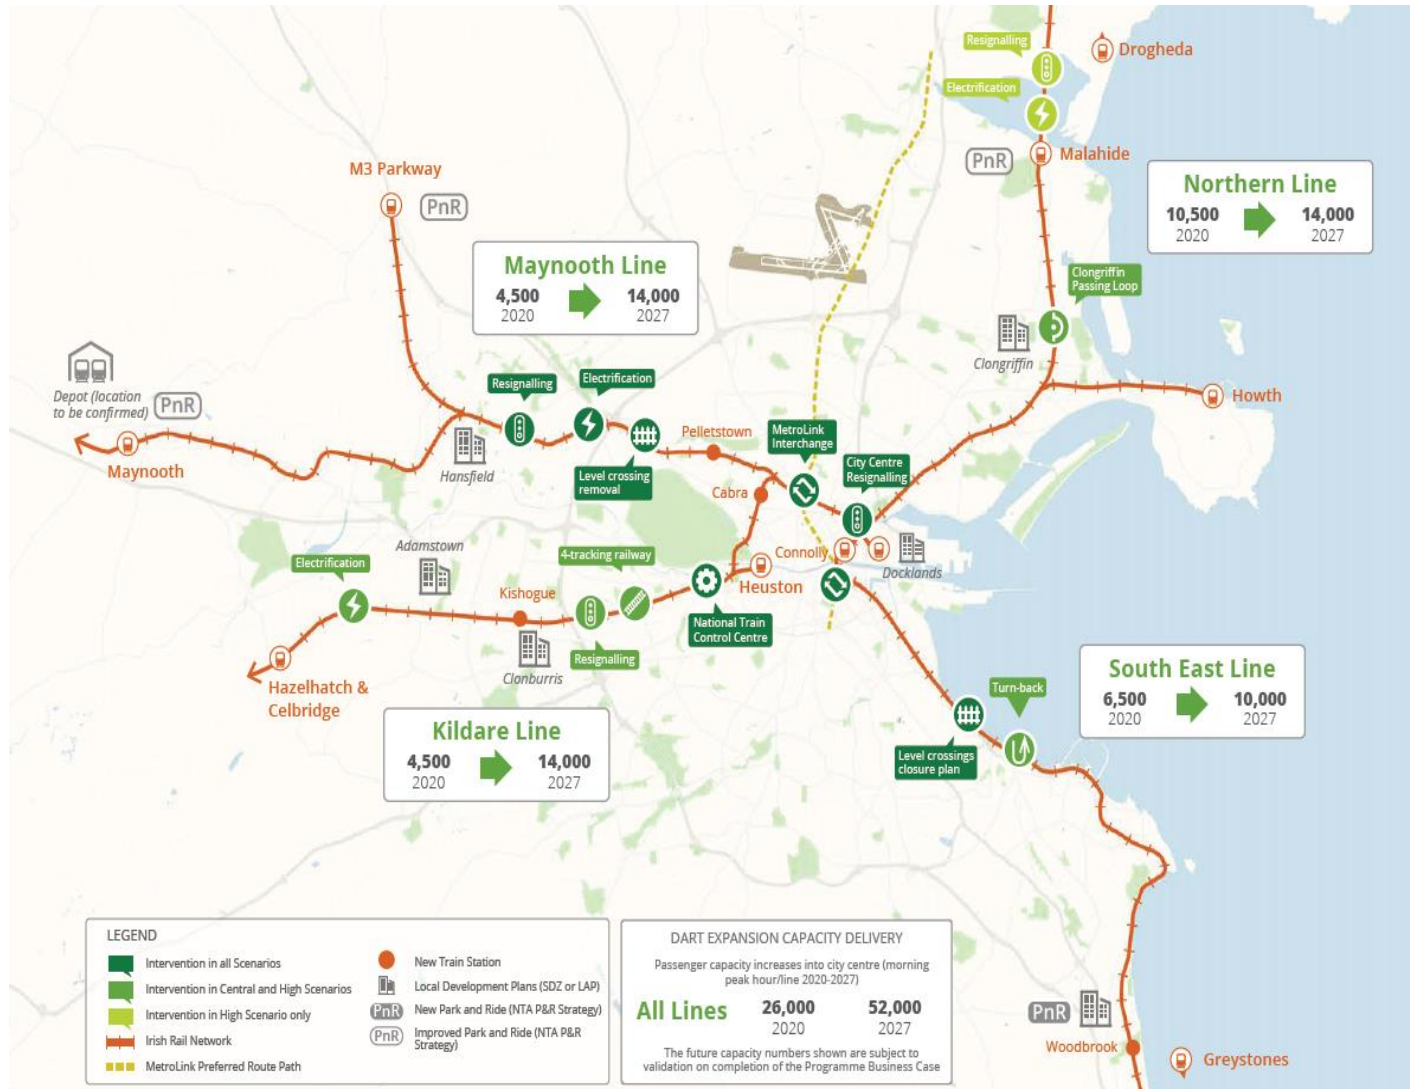 Resignalling
Drogheda
Electrification
Malahide
PnR
M3 Parkway
PnR
Northern Line
10,500 14,000
2020 2027
Maynooth Line
4,500 14,000
2020 2027
Clongriffin
Passing Loop
Clongriffin
Depot (location
to be confirmed)
PnR
Maynooth
Resignalling
Electrification
Howth
Hansfield
Level crossing
removal
Pelletstown
MetroLink
Interchange
City Centre
Resignalling
Cabra
Connolly
Docklands
Adamstown
Electrification
4-tracking railway
Heuston
Kishogue
National Train
Control Centre
Resignalling
Clonburris
Hazelhatch &
Celbridge
Kildare Line
4,500 14,000
2020 2027
South East Line
6,500 10,000
2020 2027
Turn-back
Level crossings
closure plan
LEGEND
Intervention in all Scenarios
Intervention in Central and High Scenarios
Intervention in High Scenario only
Irish Rail Network
MetroLink Preferred Route Path
New Train Station
Local Development Plans (SDZ or LAP)
PnR New Park and Ride (NTA P&R Strategy)
PnR Improved Park and Ride (NTA P&R
Strategy)
DART EXPANSION CAPACITY DELIVERY
Passenger capacity increases into city centre (morning
peak hour/line 2020-2027)
All Lines 26,000 52,000
2020 2027
The future capacity numbers shown are subject to
validation on completion of the Programme Business Case
PnR
Woodbrook
Greystones